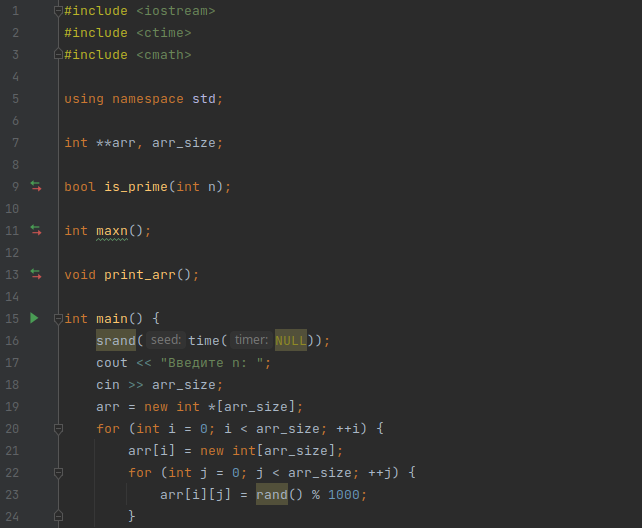 1 #include <iostream>
2 #include <ctime>
3 #include <cmath>
4
5 using namespace std;
6
7 int **arr, arr_size;
8
9 bool is_prime(int n);
10
11 int maxn();
12
13 void print_arr();
14
15 int main() {
16 srand( seed: time( timer: NULL));
17 cout << "Введите n: ";
18 cin >> arr_size;
19 arr = new int *[arr_size];
20 for (int i = 0; i < arr_size; ++i) {
21 arr[i] = new int[arr_size];
22 for (int j = 0; j < arr_size; ++j) {
23 arr[i][j] = rand() % 1000;
24 }